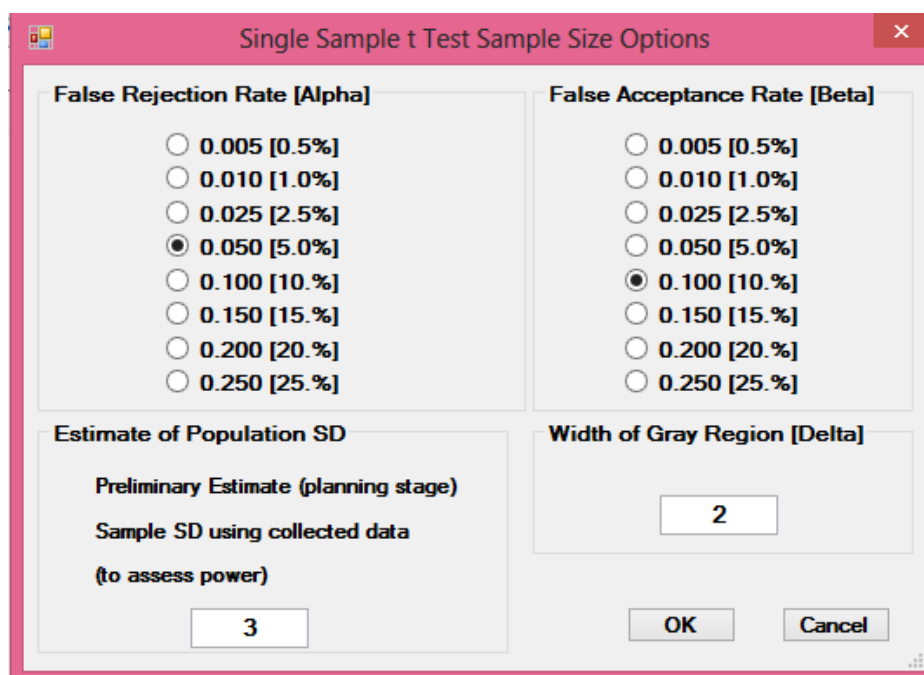 Single Sample t Test Sample Size Options
False Rejection Rate [Alpha]
0.005 [0.5%]
0.010 [1.0%]
0.025 [2.5%]
0.050 [5.0%]
0.100 [10.%]
0.150 [15.%]
0.200 [20.%]
0.250 [25.%]
False Acceptance Rate [Beta]
0.005 [0.5%]
0.010 [1.0%]
0.025 [2.5%]
0.050 [5.0%]
0.100 [10.%]
0.150 [15.%]
0.200 [20.%]
0.250 [25.%]
Estimate of Population SD
Preliminary Estimate (planning stage)
Sample SD using collected data
(to assess power)
3
Width of Gray Region [Delta]
2
OK
Cancel